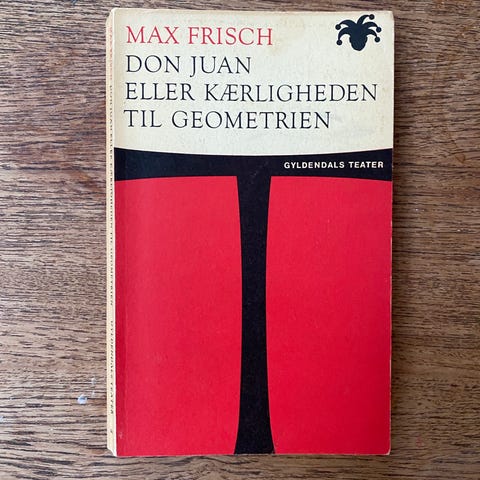 MAX FRISCH
DON JUAN
ELLER KÆRLIGHEDEN
TIL GEOMETRIEN
GYLDENDALS TEATER